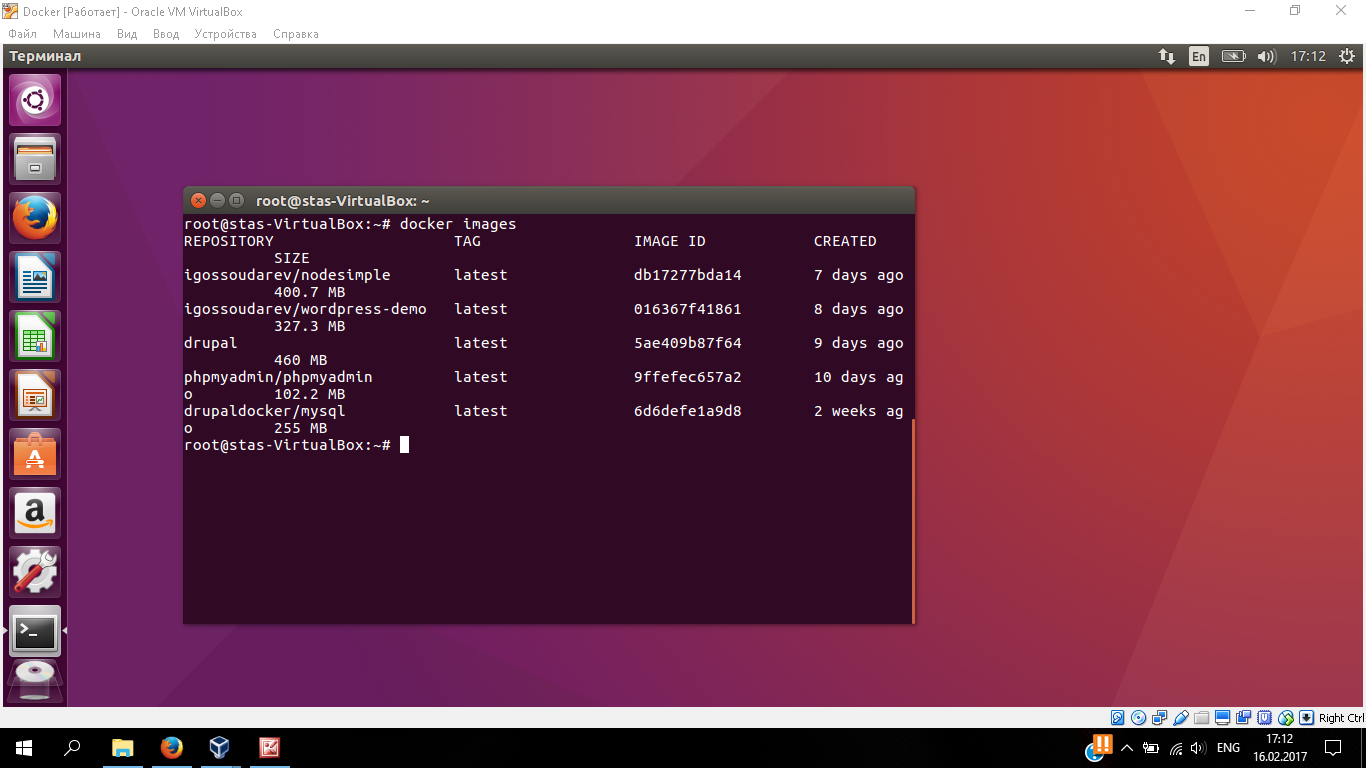 Docker [Работает] - Oracle VM VirtualBox
Файл Машина Вид Ввод Устройства Справка
Терминал En 17:12
root@stas-VirtualBox: ~
root@stas-VirtualBox:~# docker images
REPOSITORY TAG IMAGE ID CREATED
SIZE
igossoudarev/nodesimple latest db17277bda14 7 days ago
400.7 MB
igossoudarev/wordpress-demo latest 016367f41861 8 days ago
327.3 MB
drupal latest 5ae409b87f64 9 days ago
460 MB
phpmyadmin/phpmyadmin latest 9ffefec657a2 10 days ag
o 102.2 MB
drupaldocker/mysql latest 6d6defe1a9d8 2 weeks ag
o 255 MB
root@stas-VirtualBox:~#
Right Ctrl
ENG 17:12
16.02.2017